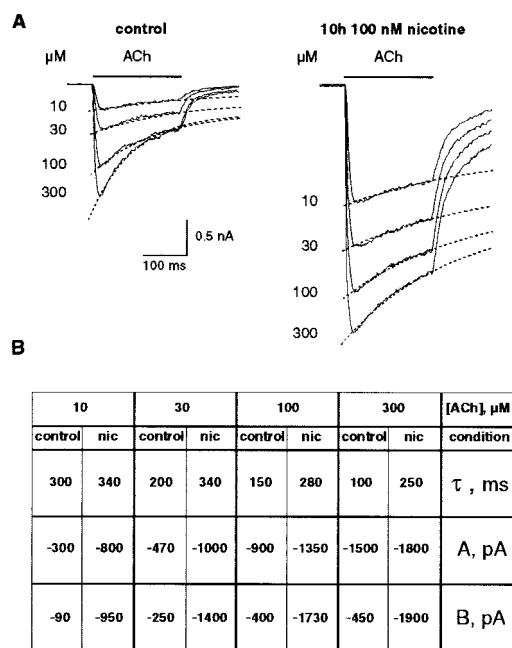 A
control
10h 100 nM nicotine
µM
ACh
10
30
100
300
0.5 nA
100 ms
µM
ACh
10
30
100
300
B
10 30 100 300 [ACh], µM
control nic control nic control nic control nic condition
300 340 200 340 150 280 100 250 τ , ms
-300 -800 -470 -1000 -900 -1350 -1500 -1800 A, pA
-90 -950 -250 -1400 -400 -1730 -450 -1900 B, pA